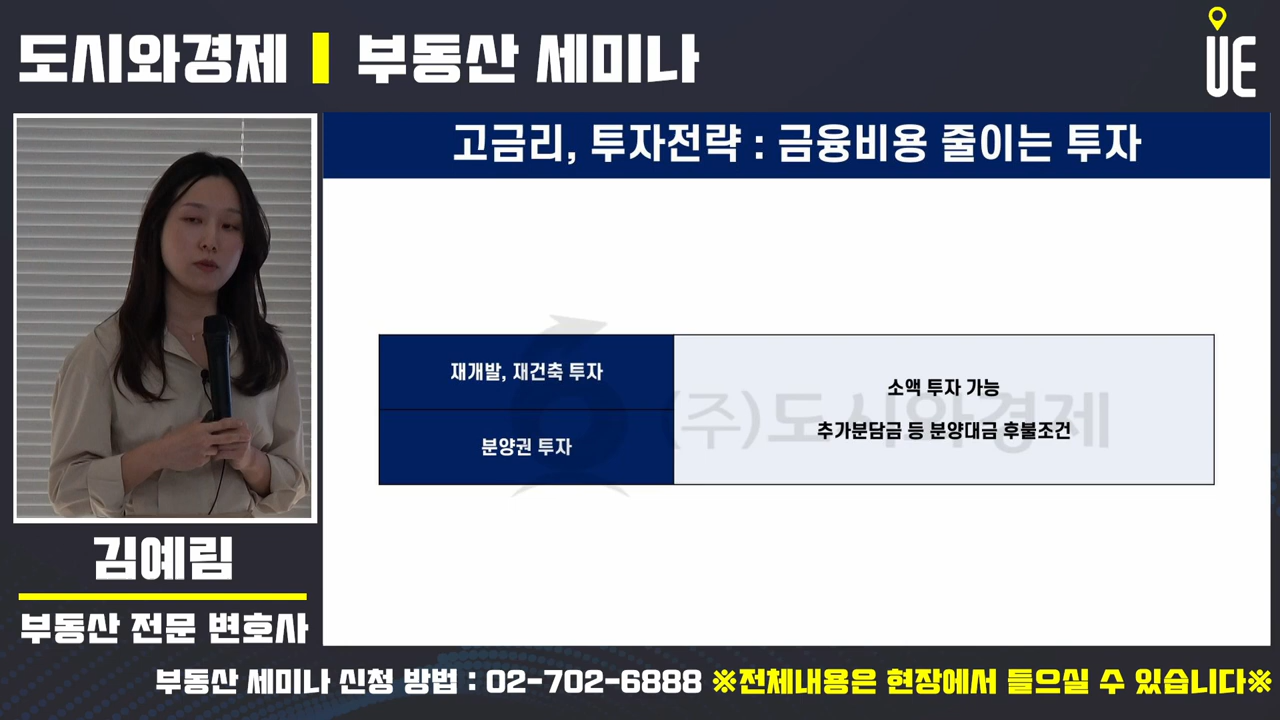 도시와경제 부동산 세미나
UE
고금리, 투자전략 : 금융비용 줄이는 투자
재개발, 재건축 투자
분양권 투자
소액 투자 가능
추가분담금 등 분양대금 후불조건
(주)도시와경제
김예림
부동산 전문 변호사
부동산 세미나 신청 방법 : 02-702-6888 ※전체내용은 현장에서 들으실 수 있습니다※